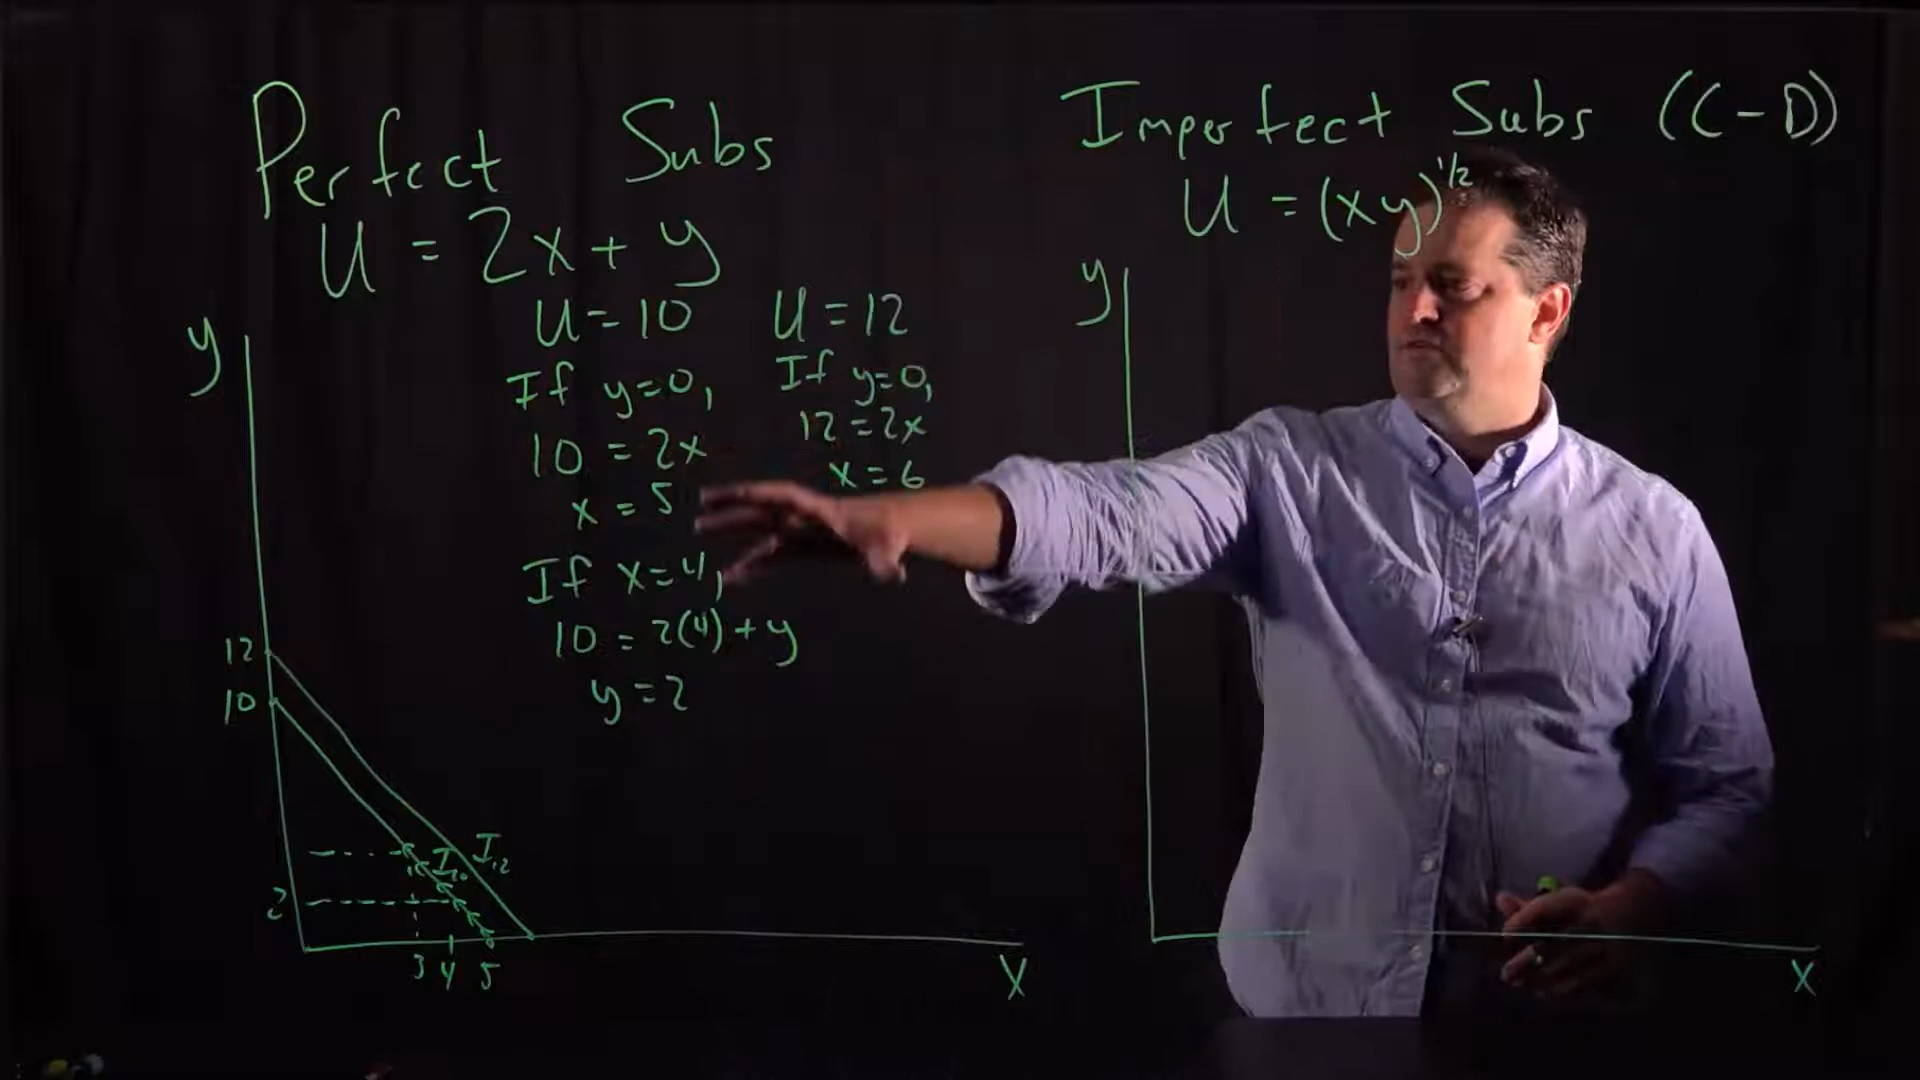 Perfect Subs
U = 2x + y
U = 10
If y=0,
10 = 2x
x = 5
If x=4,
10 = 2(4) + y
y = 2
U = 12
If y=0,
12 = 2x
x = 6
y
12
10
2
I10
I12
3 4 5
X
Imperfect Subs (C-D)
U = (xy)^1/2
y
X